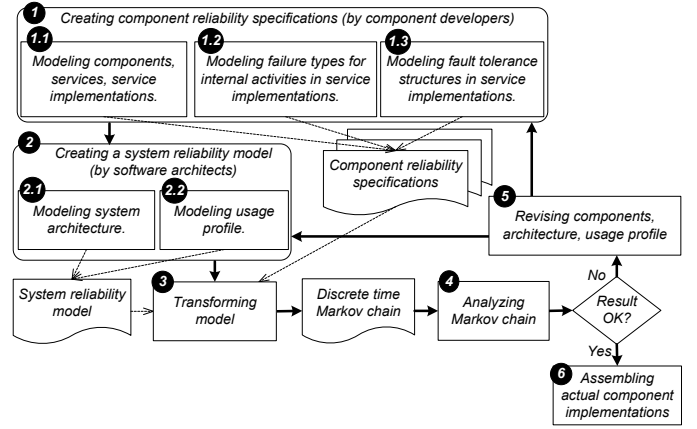 1 Creating component reliability specifications (by component developers)
1.1
Modeling components,
services, service
implementations.
1.2
Modeling failure types for
internal activities in service
implementations.
1.3
Modeling fault tolerance
structures in service
implementations.
2
Creating a system reliability model
(by software architects)
2.1
Modeling system
architecture.
2.2
Modeling usage
profile.
Component reliability
specifications
5
Revising components,
architecture, usage profile
System reliability
model
3
Transforming
model
Discrete time
Markov chain
4
Analyzing
Markov chain
No
Result
OK?
Yes
6
Assembling
actual component
implementations